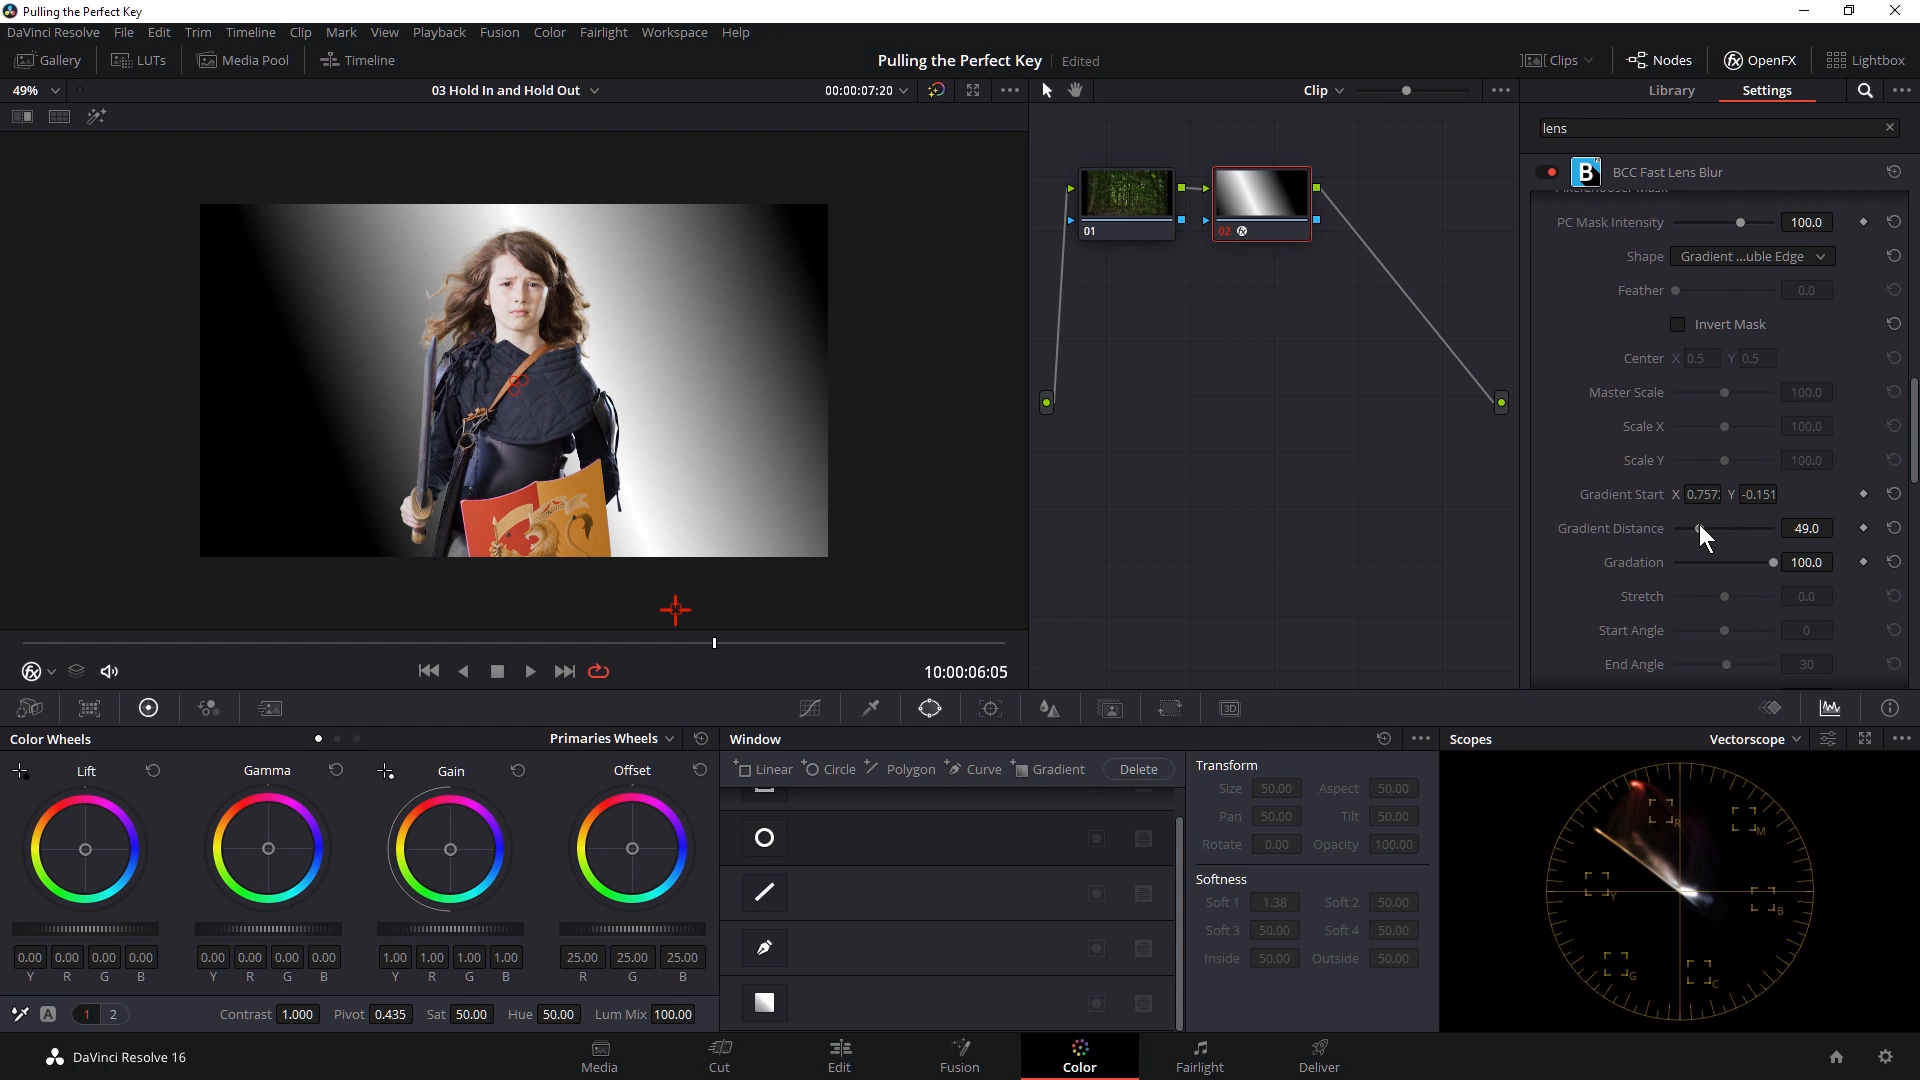 Pulling the Perfect Key
DaVinci Resolve File Edit Trim Timeline Clip Mark View Playback Fusion Color Fairlight Workspace Help
Gallery LUTs Media Pool Timeline Pulling the Perfect Key Edited Clips Nodes OpenFX Lightbox
49% 03 Hold In and Hold Out 00:00:07:20 Clip Library Settings
lens
B BCC Fast Lens Blur
PC Mask Intensity 100.0
01 02
Shape Gradient ...uble Edge
Feather 0.0
Invert Mask
Center X 0.5 Y 0.5
Master Scale 100.0
Scale X 100.0
Scale Y 100.0
Gradient Start X 0.757 Y -0.151
Gradient Distance 49.0
Gradation 100.0
Stretch 0.0
Start Angle 0
End Angle 30
10:00:06:05
3D
Color Wheels Primaries Wheels Window Scopes Vectorscope
Lift Gamma Gain Offset
Linear Circle Polygon Curve Gradient Delete
Transform
Size 50.00 Aspect 50.00
Pan 50.00 Tilt 50.00
Rotate 0.00 Opacity 100.00
Softness
Soft 1 1.38 Soft 2 50.00
Soft 3 50.00 Soft 4 50.00
Inside 50.00 Outside 50.00
R M
Y B
G C
0.00 0.00 0.00 0.00 0.00 0.00 0.00 0.00 1.00 1.00 1.00 1.00 25.00 25.00 25.00
Y R G B Y R G B Y R G B R G B
A 1 2 Contrast 1.000 Pivot 0.435 Sat 50.00 Hue 50.00 Lum Mix 100.00
DaVinci Resolve 16 Media Cut Edit Fusion Color Fairlight Deliver